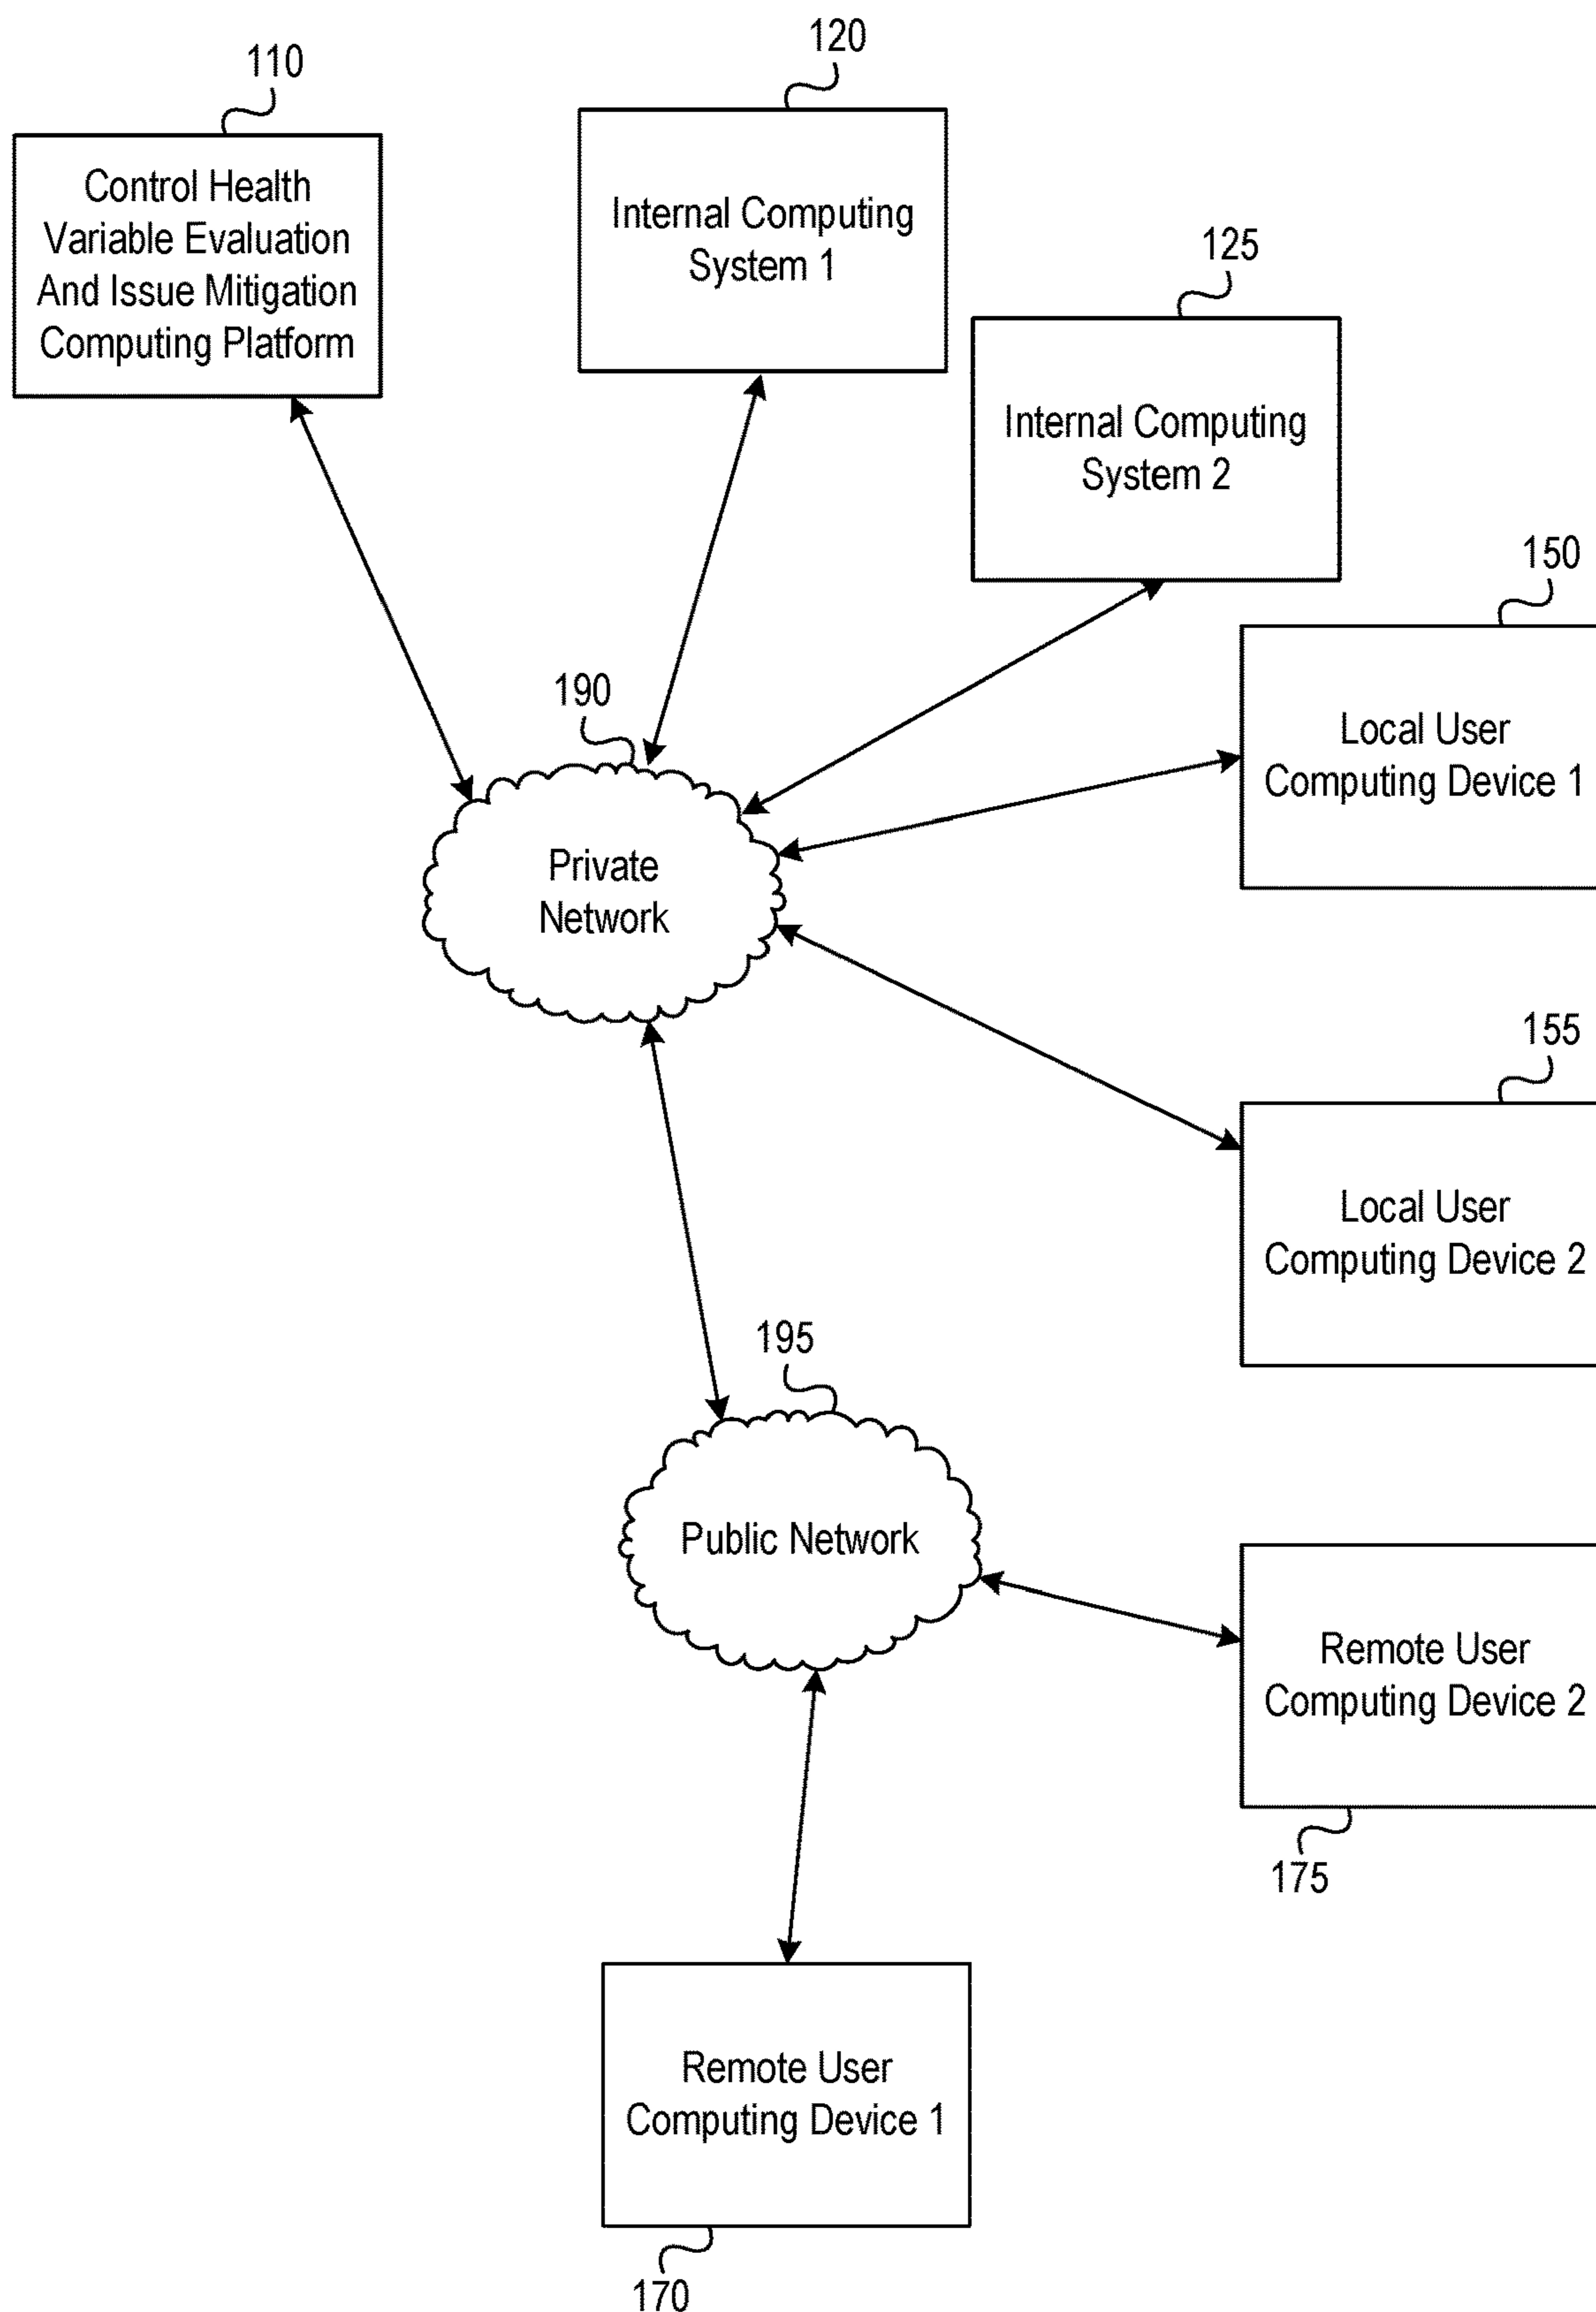 120
110
Control Health
Variable Evaluation
And Issue Mitigation
Computing Platform
Internal Computing
System 1
125
Internal Computing
System 2
150
Local User
Computing Device 1
190
Private
Network
155
Local User
Computing Device 2
195
Public Network
Remote User
Computing Device 2
175
Remote User
Computing Device 1
170